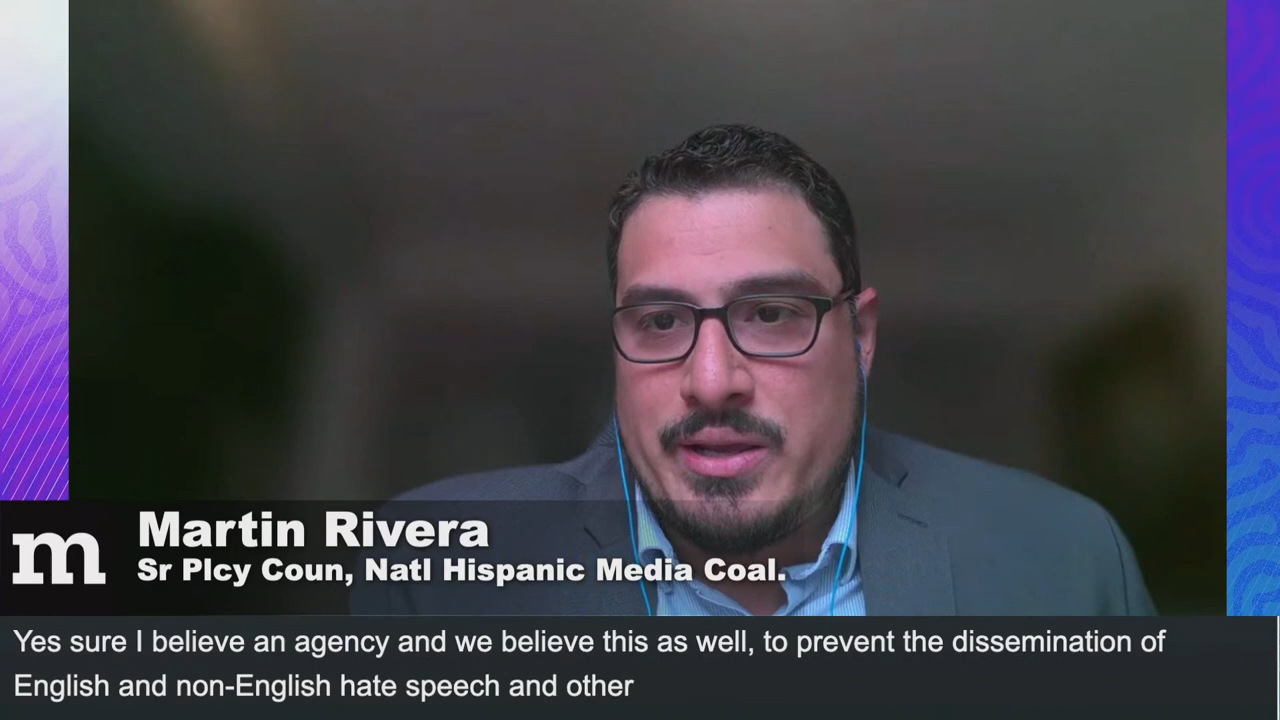 m
Martin Rivera
Sr Plcy Coun, Natl Hispanic Media Coal.
Yes sure I believe an agency and we believe this as well, to prevent the dissemination of
English and non-English hate speech and other